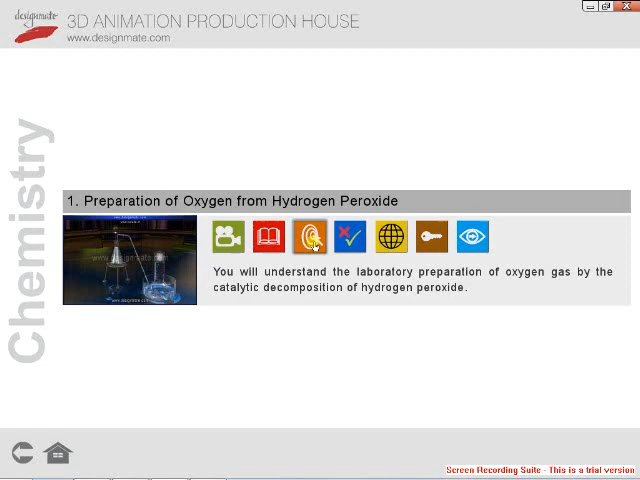 designmate
3D ANIMATION PRODUCTION HOUSE
www.designmate.com
Chemistry
1. Preparation of Oxygen from Hydrogen Peroxide
You will understand the laboratory preparation of oxygen gas by the
catalytic decomposition of hydrogen peroxide.
Screen Recording Suite - This is a trial version